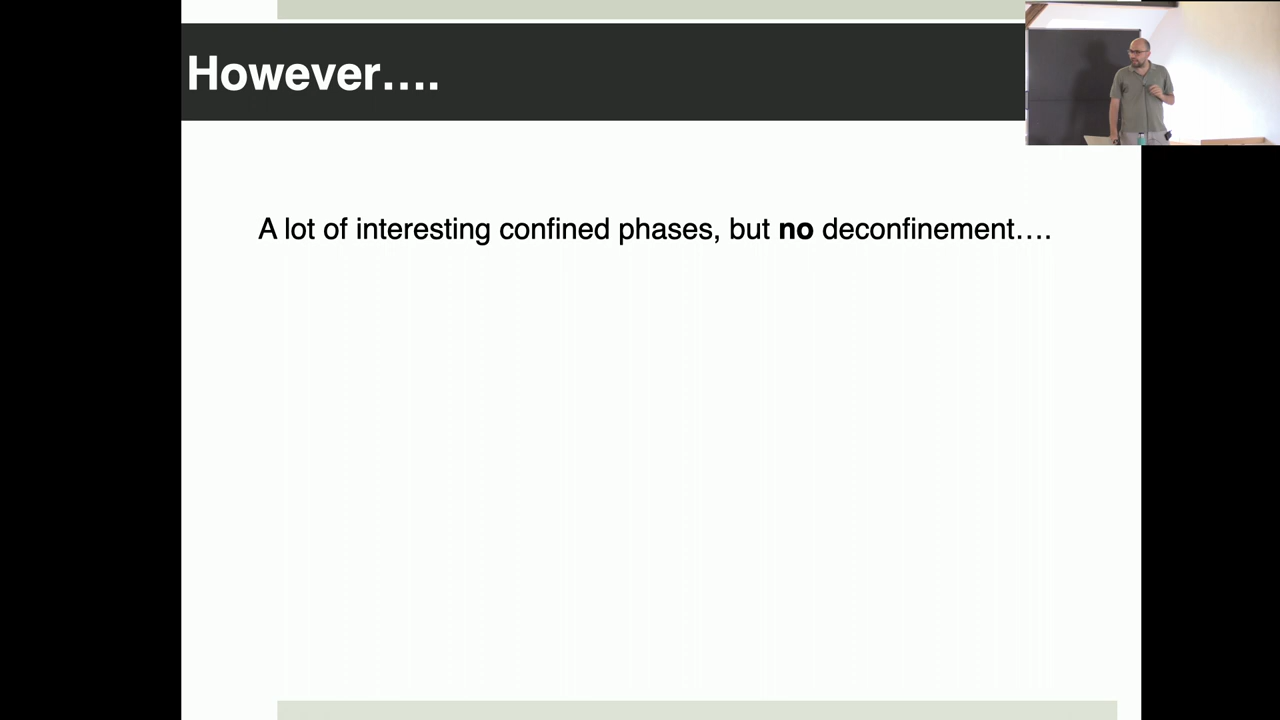 However….
A lot of interesting confined phases, but no deconfinement….